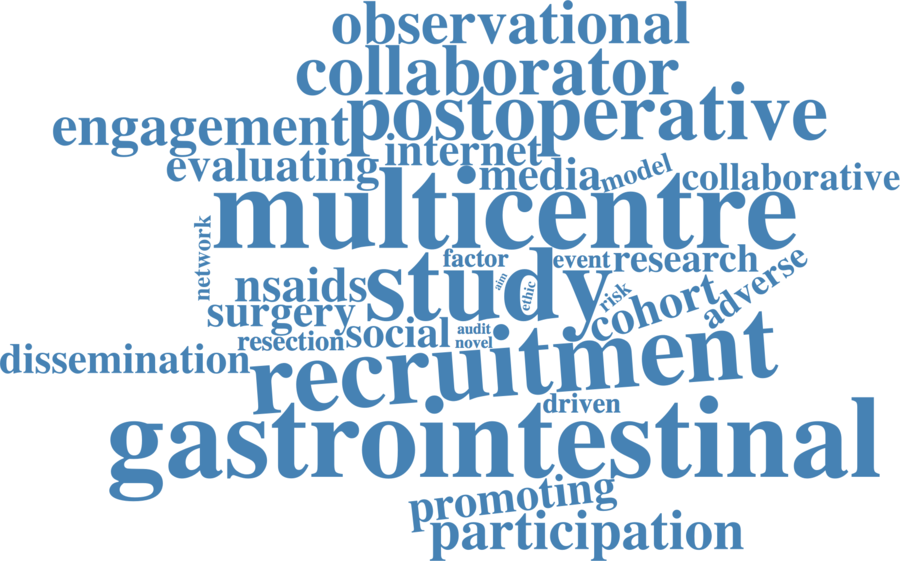 observational
collaborator
postoperative
engagement
internet
evaluating
media
model
collaborative
multicentre
network
factor
event
research
study
nsaids
aim
ethic
risk
cohort
adverse
surgery
audit
social
novel
resection
recruitment
dissemination
driven
gastrointestinal
promoting
participation